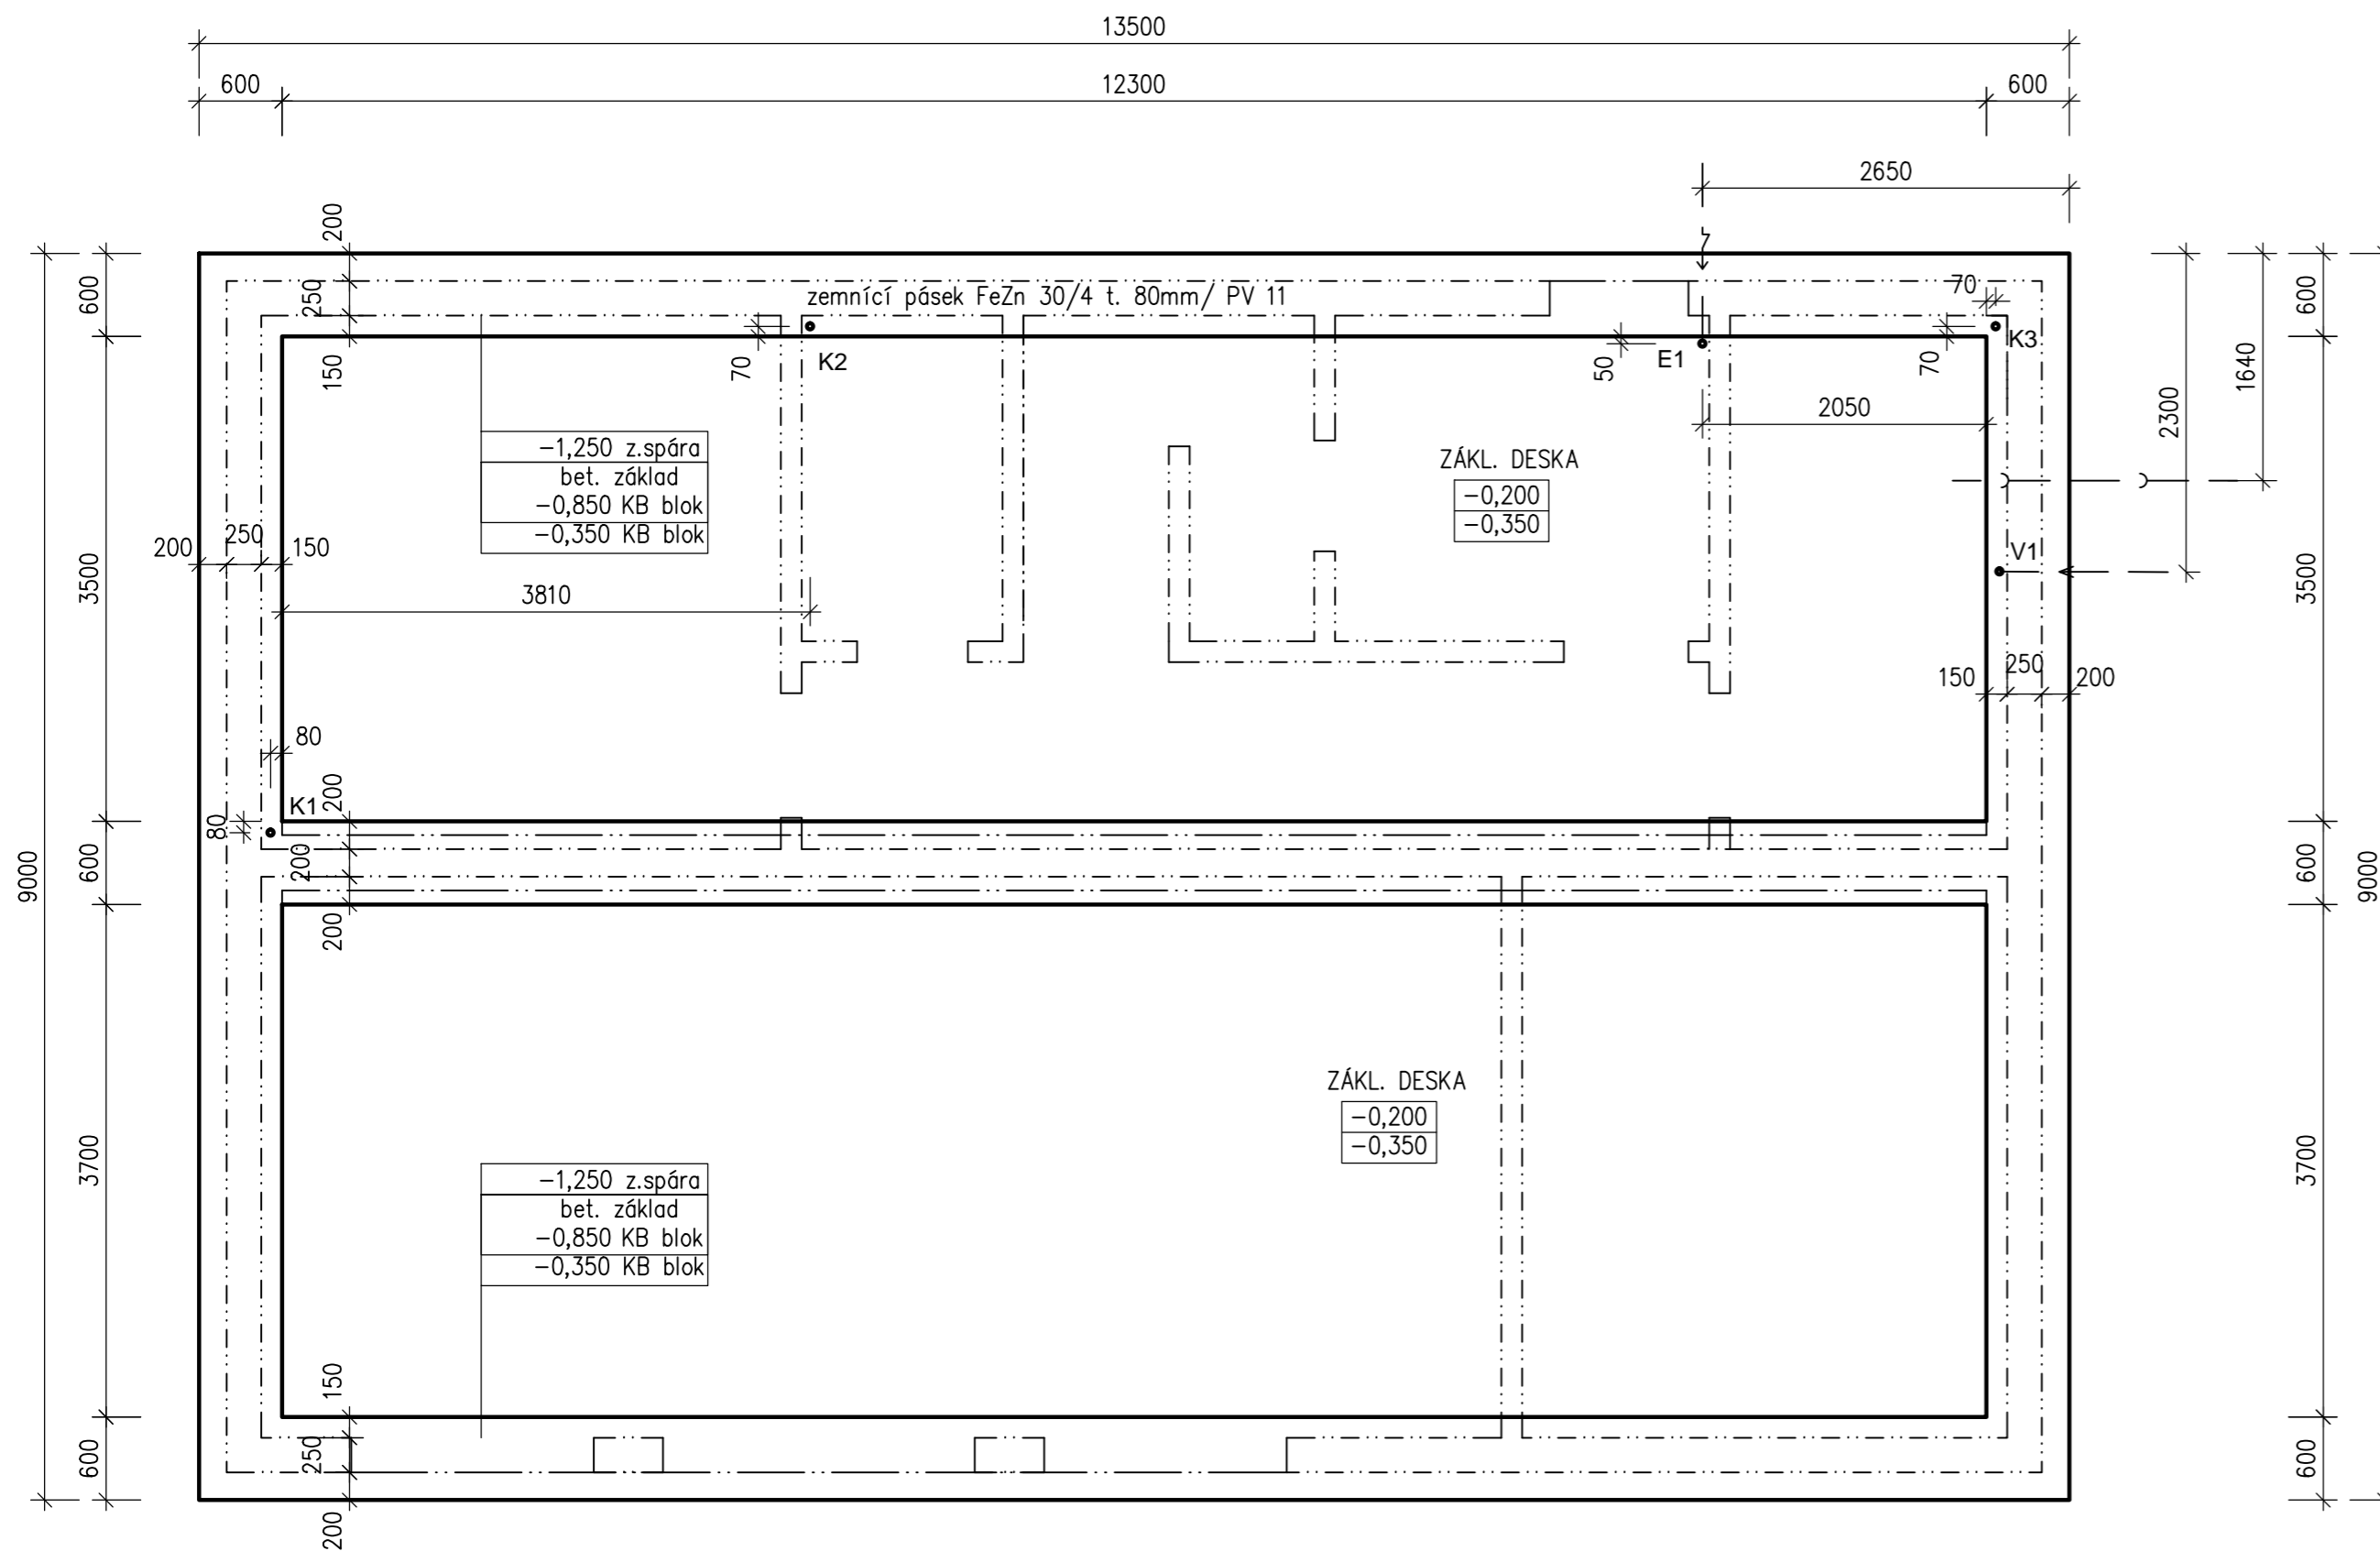 13500
600
12300
600
2650
200
600
250
zemnící pásek FeZn 30/4 t. 80mm/ PV 11
70
600
150
70
K2
50
E1
K3
70
1640
2300
2050
-1,250 z.spára
bet. základ
-0,850 KB blok
-0,350 KB blok
ZÁKL. DESKA
-0,200
-0,350
200
250
150
V1
3500
3810
3500
150
250
200
80
K1
200
80
600
200
600
9000
9000
200
ZÁKL. DESKA
-0,200
-0,350
3700
3700
-1,250 z.spára
bet. základ
-0,850 KB blok
-0,350 KB blok
150
600
250
600
200